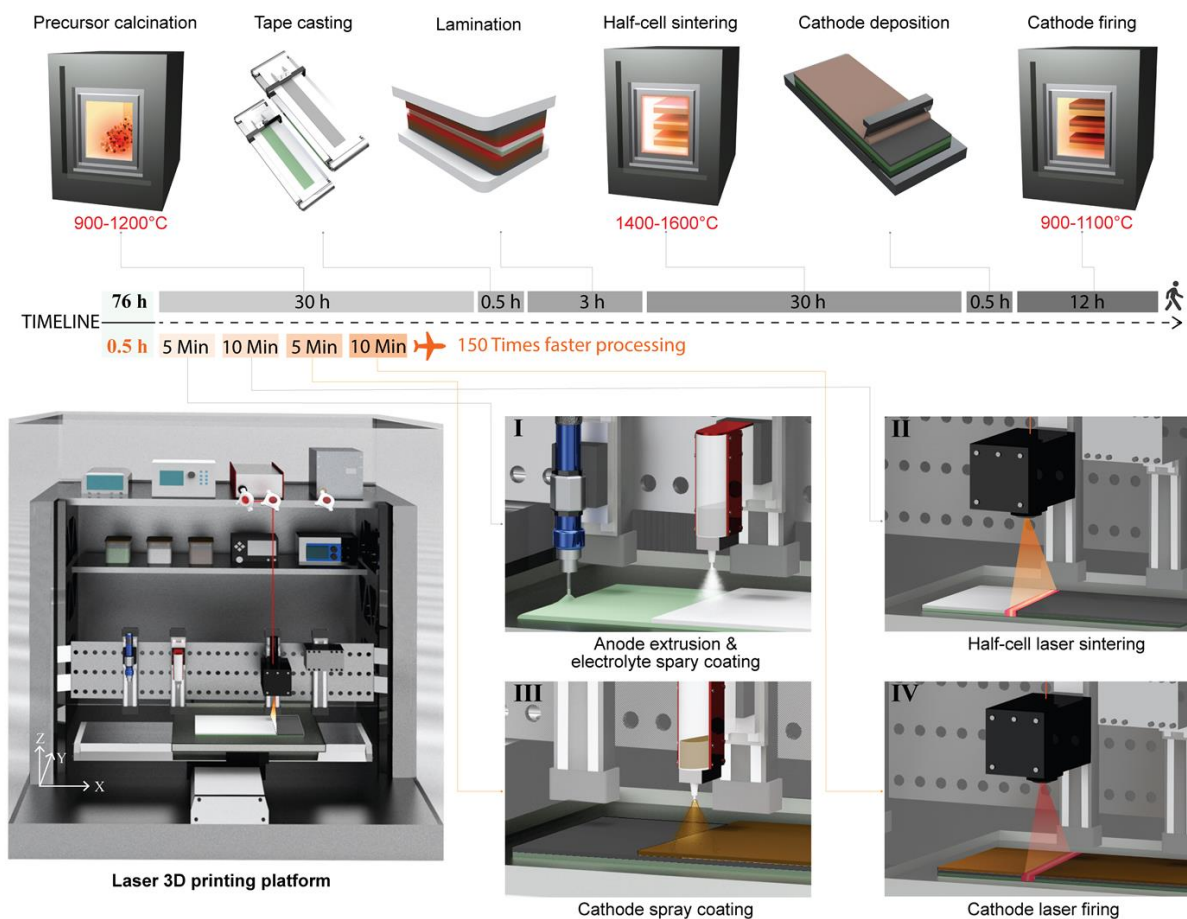 Precursor calcination
Tape casting
Lamination
Half-cell sintering
Cathode deposition
Cathode firing
900-1200°C
1400-1600°C
900-1100°C
76 h
30 h
0.5 h
3 h
30 h
0.5 h
12 h
TIMELINE
0.5 h
5 Min
10 Min
5 Min
10 Min
150 Times faster processing
I
II
Anode extrusion &
electrolyte spary coating
Half-cell laser sintering
III
IV
Z
Y
X
Laser 3D printing platform
Cathode spray coating
Cathode laser firing